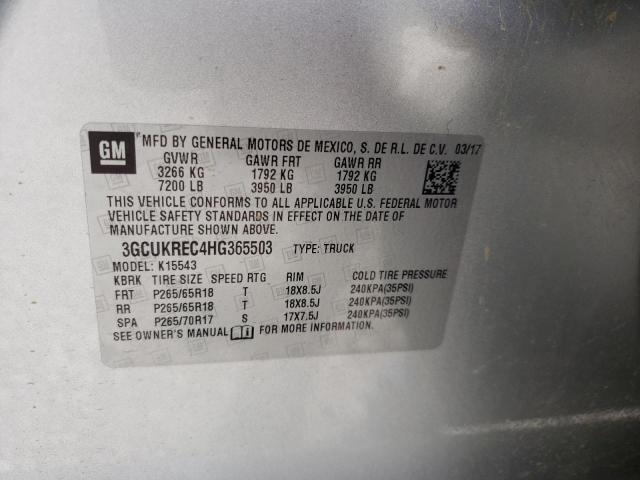 GM
MFD BY GENERAL MOTORS DE MEXICO, S. DE R.L. DE C.V. 03/17
GVWR GAWR FRT GAWR RR
3266 KG 1792 KG 1792 KG
7200 LB 3950 LB 3950 LB
THIS VEHICLE CONFORMS TO ALL APPLICABLE U.S. FEDERAL MOTOR
VEHICLE SAFETY STANDARDS IN EFFECT ON THE DATE OF
MANUFACTURE SHOWN ABOVE.
3GCUKREC4HG365503 TYPE: TRUCK
MODEL: K15543
KBRK TIRE SIZE SPEED RTG RIM COLD TIRE PRESSURE
FRT P265/65R18 T 18X8.5J 240KPA(35PSI)
RR P265/65R18 T 18X8.5J 240KPA(35PSI)
SPA P265/70R17 S 17X7.5J 240KPA(35PSI)
SEE OWNER'S MANUAL FOR MORE INFORMATION.